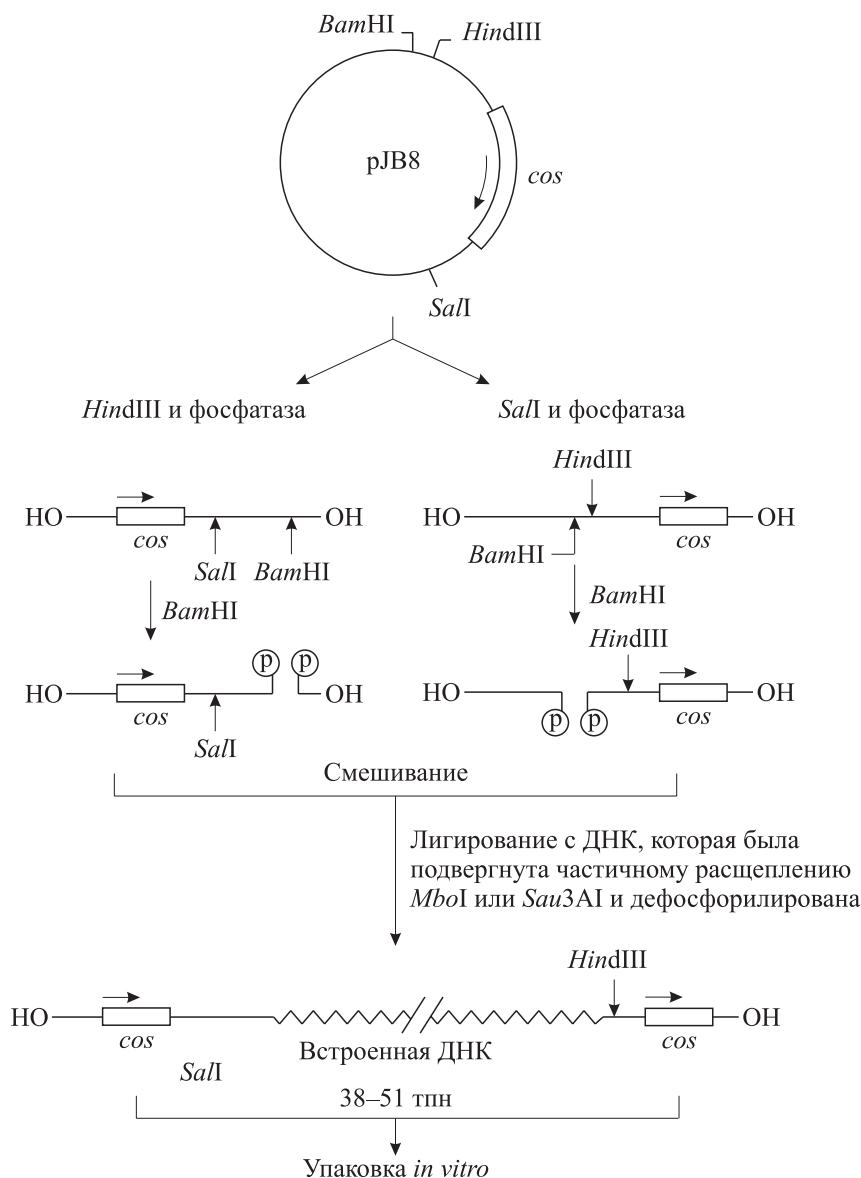 BamHI HindIII
pJB8
cos
SalI
HindIII и фосфатаза SalI и фосфатаза
HindIII
HO OH HO OH
cos cos
SalI BamHI BamHI
BamHI BamHI
HindIII
p p
HO OH HO OH
cos p p cos
SalI
Смешивание
Лигирование с ДНК, которая была
подвергнута частичному расщеплению
MboI или Sau3AI и дефосфорилирована
HindIII
HO OH
cos Встроенная ДНК cos
SalI
38–51 тпн
Упаковка in vitro